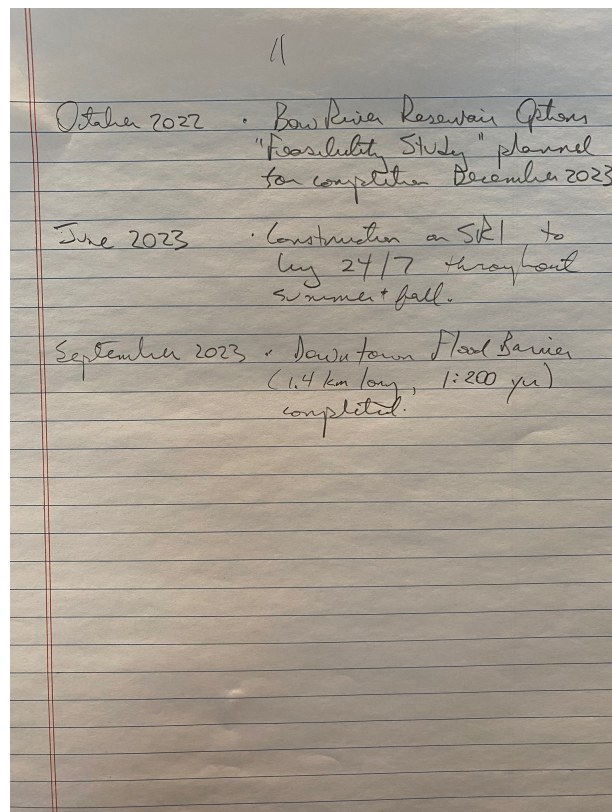 11
October 2022 · Bow River Reservoir Options
"Feasibility Study" planned
for completion December 2023
June 2023 · Construction on SR1 to
be 24/7 throughout
summer + fall.
September 2023 · Downtown Flood Barrier
(1.4 km long, 1:200 yr)
completed.